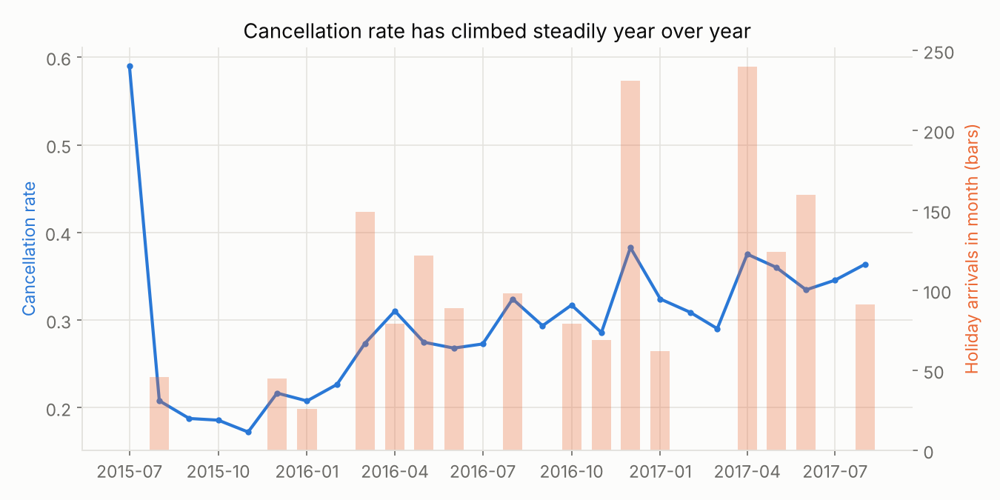 Cancellation rate has climbed steadily year over year
Cancellation rate
0.6
0.5
0.4
0.3
0.2
250
200
150
100
50
0
Holiday arrivals in month (bars)
2015-07 2015-10 2016-01 2016-04 2016-07 2016-10 2017-01 2017-04 2017-07